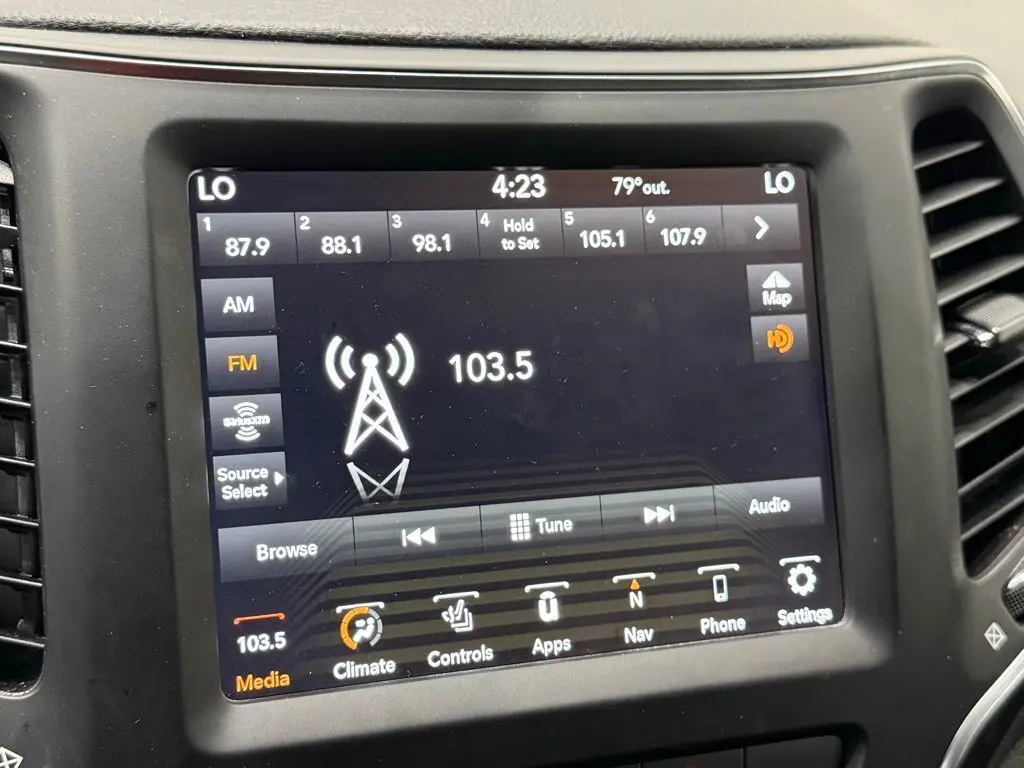 LO 4:23 79° out. LO
1 87.9 2 88.1 3 98.1 4 Hold to Set 5 105.1 6 107.9
AM
Map
FM
HD
103.5
siriusxm
Source
Select
Browse Tune Audio
103.5 N
Media Climate Controls Apps Nav Phone Settings